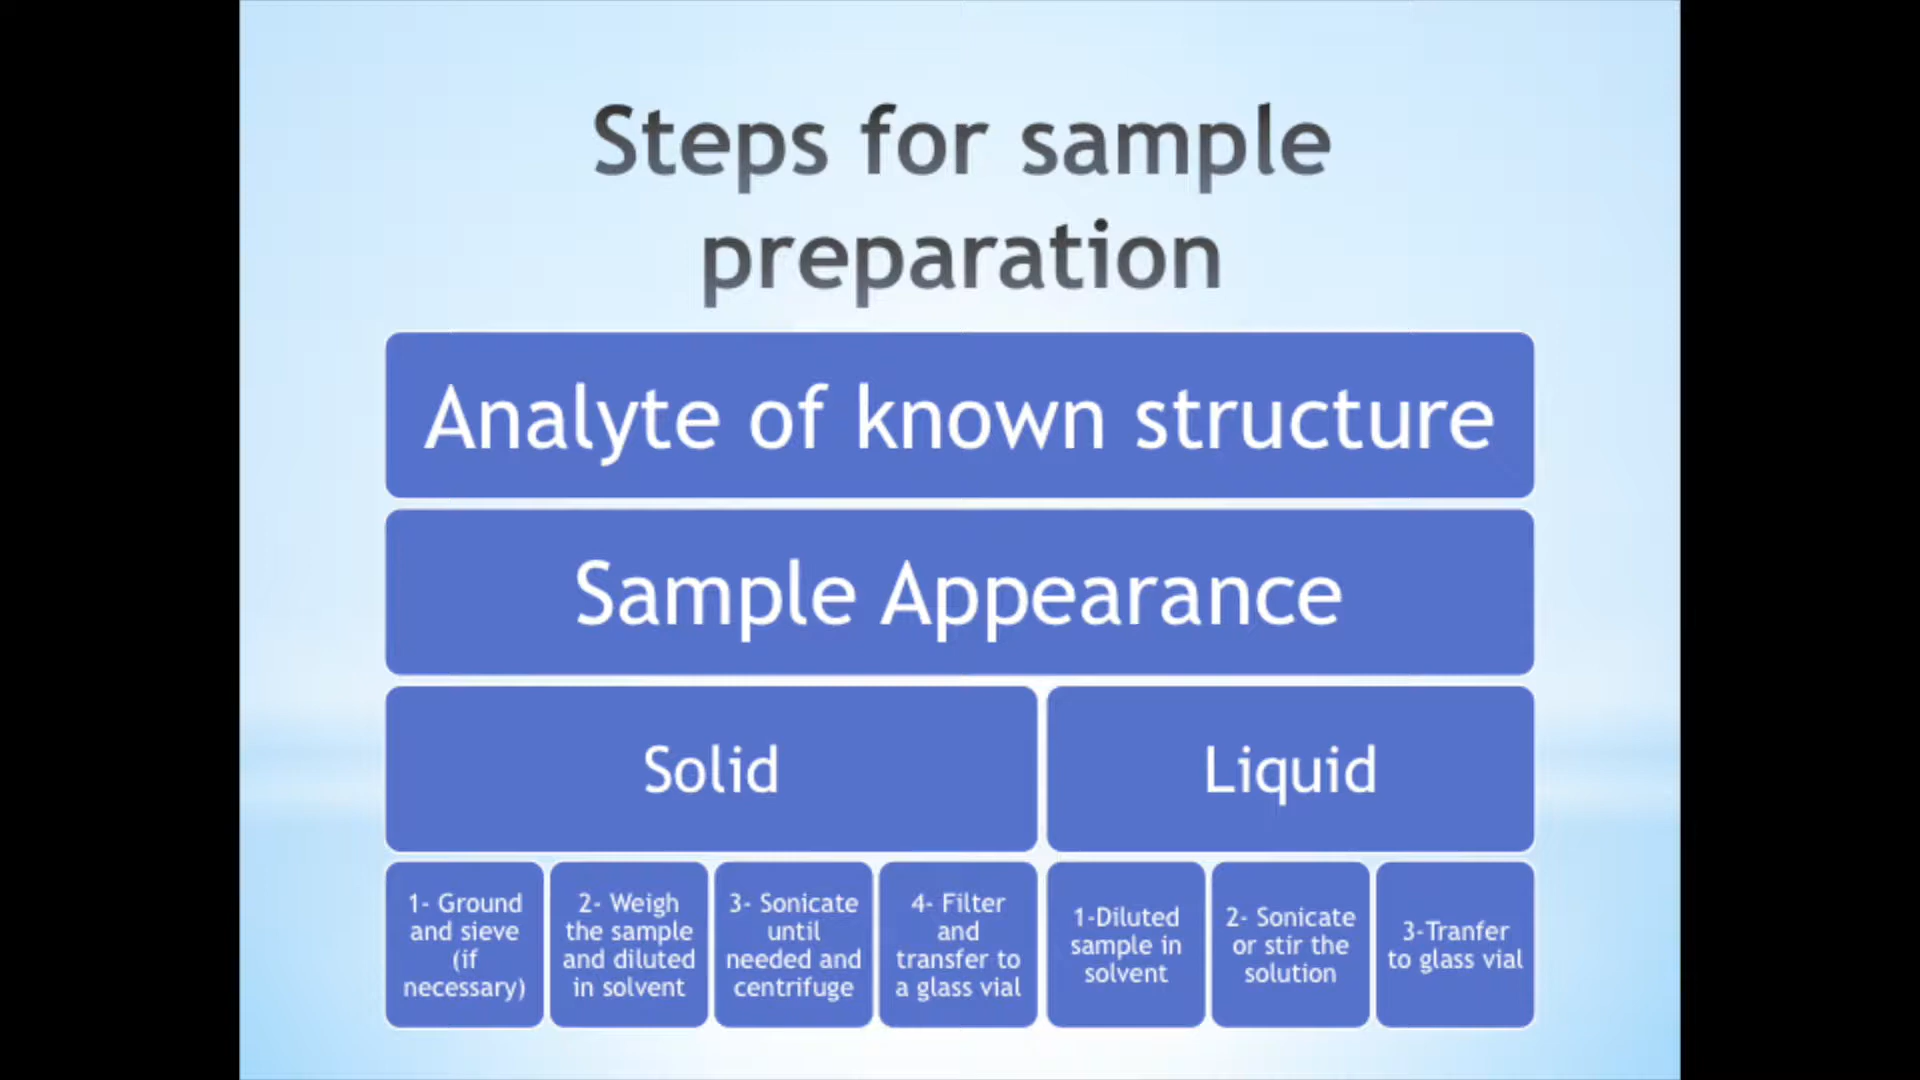 Steps for sample
preparation
Analyte of known structure
Sample Appearance
Solid
Liquid
1- Ground
and sieve
(if
necessary)
2- Weigh
the sample
and diluted
in solvent
3- Sonicate
until
needed and
centrifuge
4- Filter
and
transfer to
a glass vial
1-Diluted
sample in
solvent
2- Sonicate
or stir the
solution
3-Tranfer
to glass vial